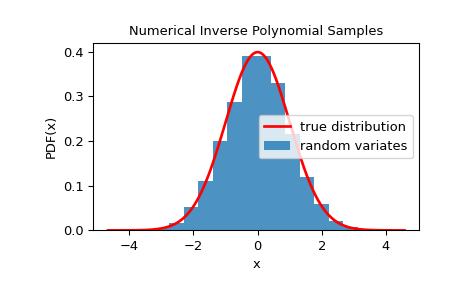 Numerical Inverse Polynomial Samples
0.4
0.3
0.2
0.1
0.0
PDF(x)
true distribution
random variates
−4 −2 0 2 4
x